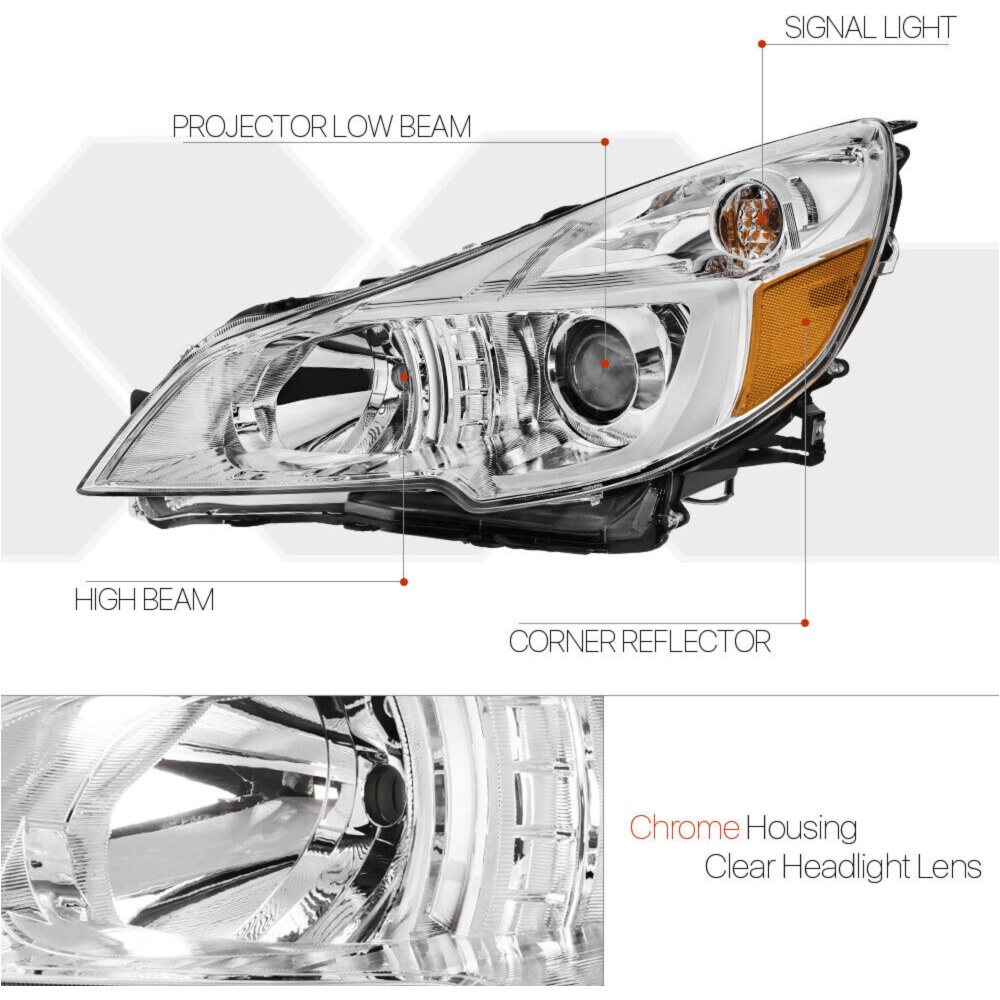 SIGNAL LIGHT
PROJECTOR LOW BEAM
HIGH BEAM
CORNER REFLECTOR
Chrome Housing
Clear Headlight Lens